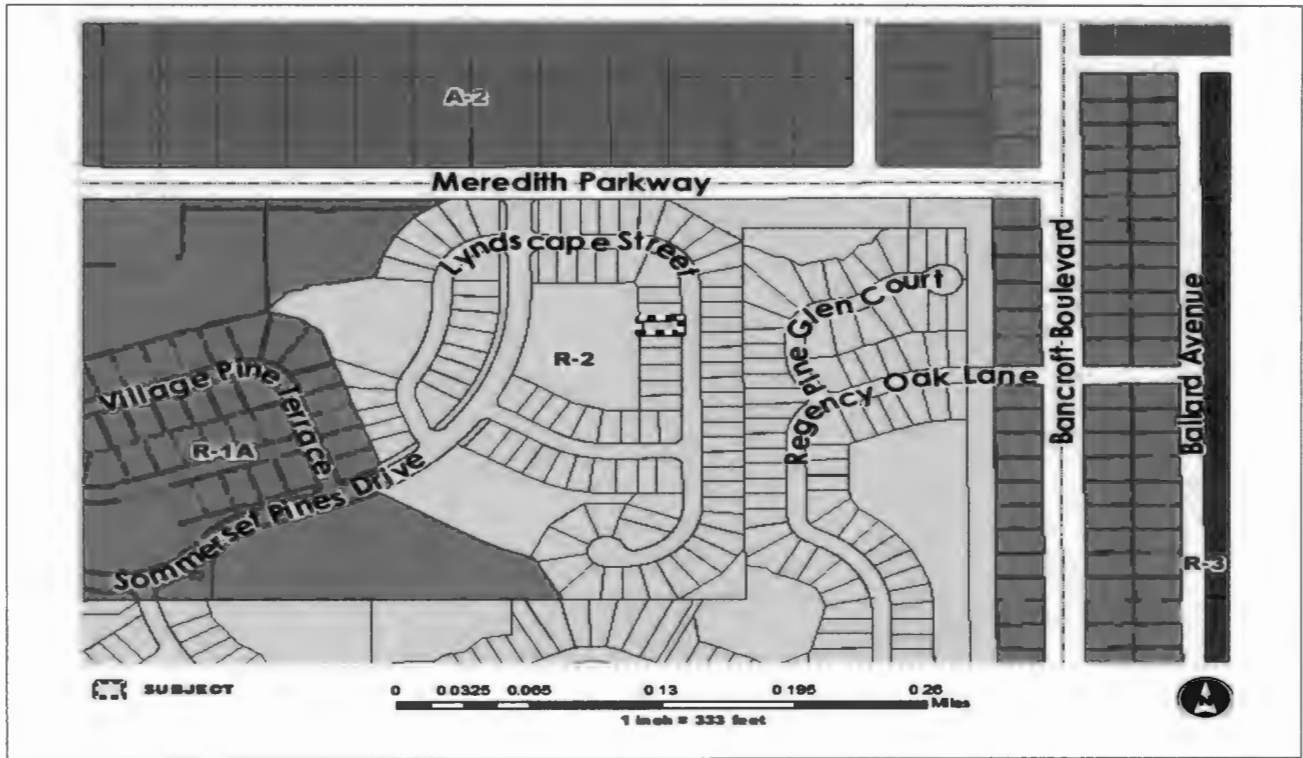 A-2
Meredith Parkway
Lyndscape Street
Pine Glen Court
Bancroft Boulevard
Ballard Avenue
R-2
Village Pine Terrace
Regency Oak Lane
R-1A
Sommerset Pines Drive
R-3
SUBJECT
0 0.0325 0.065 0.13 0.195 0.26
Miles
1 inch = 333 feet